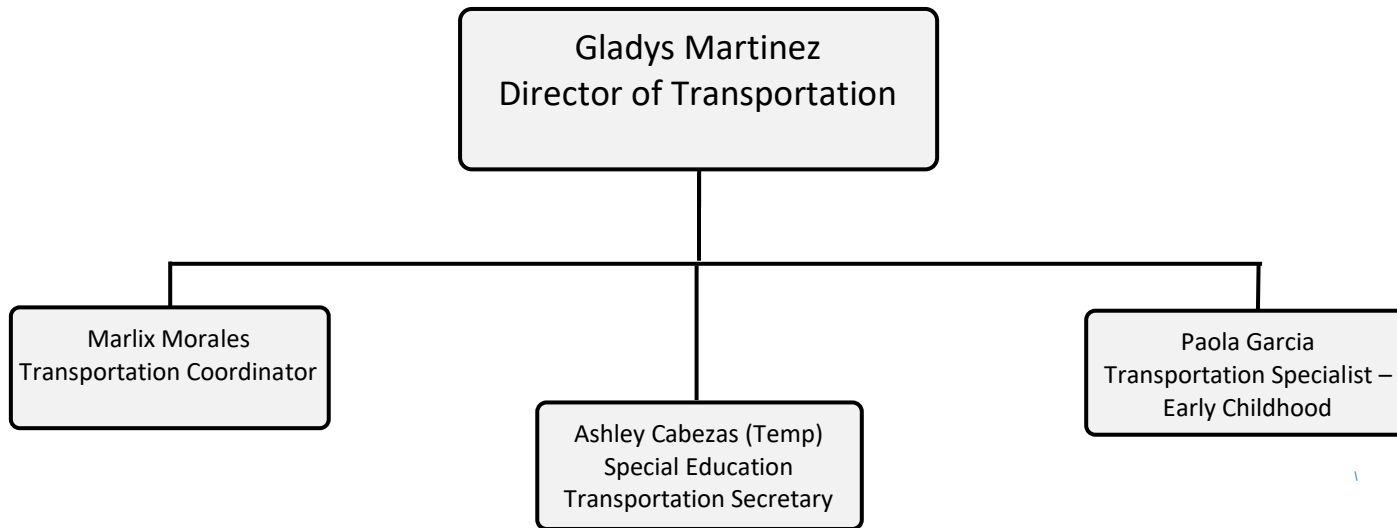 Gladys Martinez
Director of Transportation
Marlix Morales
Transportation Coordinator
Ashley Cabezas (Temp)
Special Education
Transportation Secretary
Paola Garcia
Transportation Specialist –
Early Childhood
\